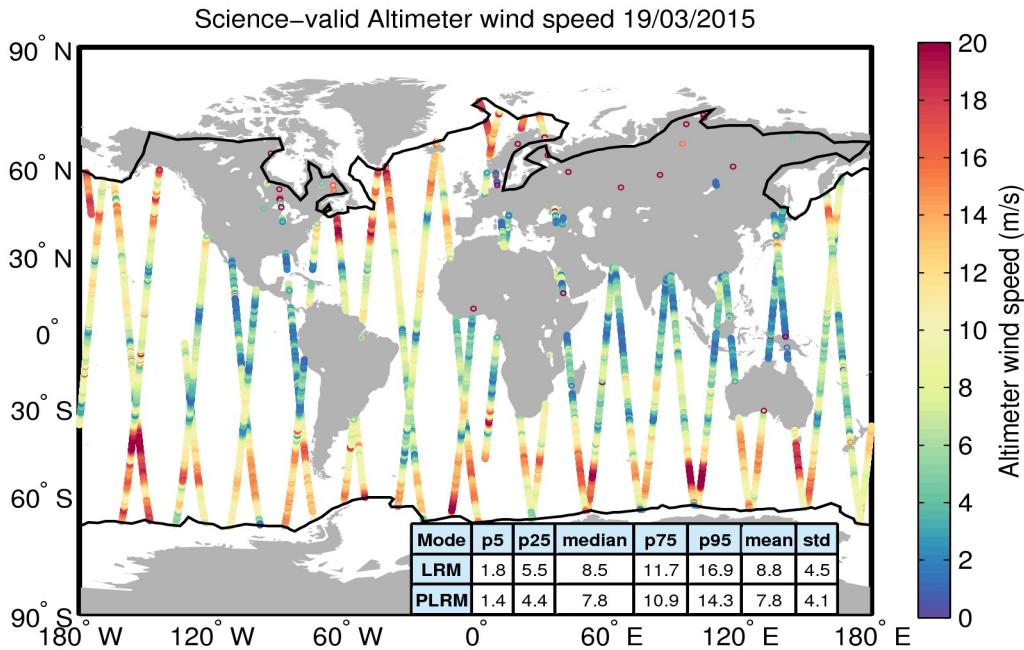 Science−valid Altimeter wind speed 19/03/2015
90° N
60° N
30° N
0°
30° S
60° S
90° S
180° W
120° W
60° W
0°
60° E
120° E
180° E
Mode p5 p25 median p75 p95 mean std
LRM 1.8 5.5 8.5 11.7 16.9 8.8 4.5
PLRM 1.4 4.4 7.8 10.9 14.3 7.8 4.1
20
18
16
14
12
10
8
6
4
2
0
Altimeter wind speed (m/s)